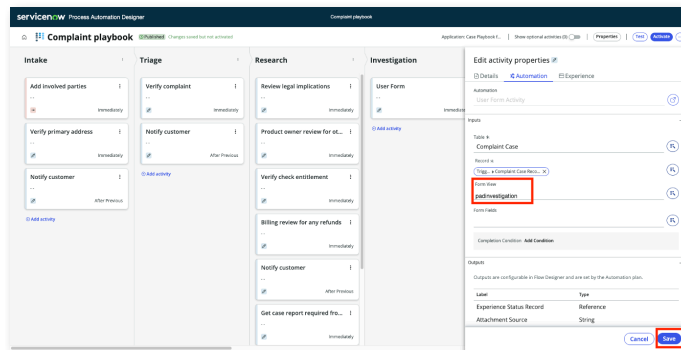 servicenow Process Automation Designer
Complaint playbook
Complaint playbook
Published
Changes saved but not activated
Application: Case Playbook f...
Show optional activities (0)
Properties
Test
Activate
Intake
Add involved parties
--
Immediately
Verify primary address
--
Immediately
Notify customer
--
After Previous
Add activity
Triage
Verify complaint
--
Immediately
Notify customer
--
After Previous
Add activity
Research
Review legal implications
--
Immediately
Product owner review for ot...
--
Immediately
Verify check entitlement
--
Immediately
Billing review for any refunds
--
Immediately
Notify customer
--
After Previous
Get case report required fro...
--
Immediately
Investigation
User Form
--
Add activity
Edit activity properties
Details
Automation
Experience
Automation
User Form Activity
Inputs
Table
Complaint Case
Record
Trigg... ▸ Complaint Case Reco... ×
Form View
padinvestigation
Form Fields
Completion Condition Add Condition
Outputs
Outputs are configurable in Flow Designer and are set by the Automation plan.
Label Type
Experience Status Record Reference
Attachment Source String
Cancel
Save